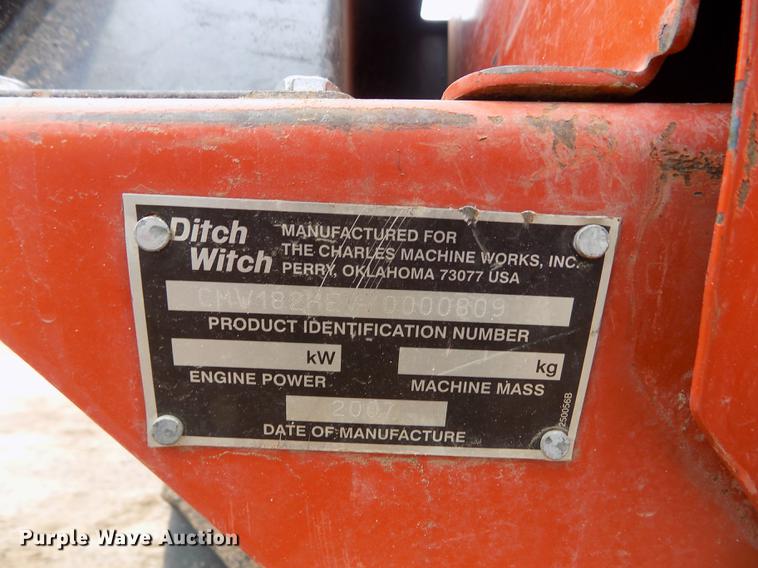 Ditch
Witch
MANUFACTURED FOR
THE CHARLES MACHINE WORKS, INC.
PERRY, OKLAHOMA 73077 USA
PRODUCT IDENTIFICATION NUMBER
kW
kg
ENGINE POWER
MACHINE MASS
2007
DATE OF MANUFACTURE
250056B
Purple Wave Auction